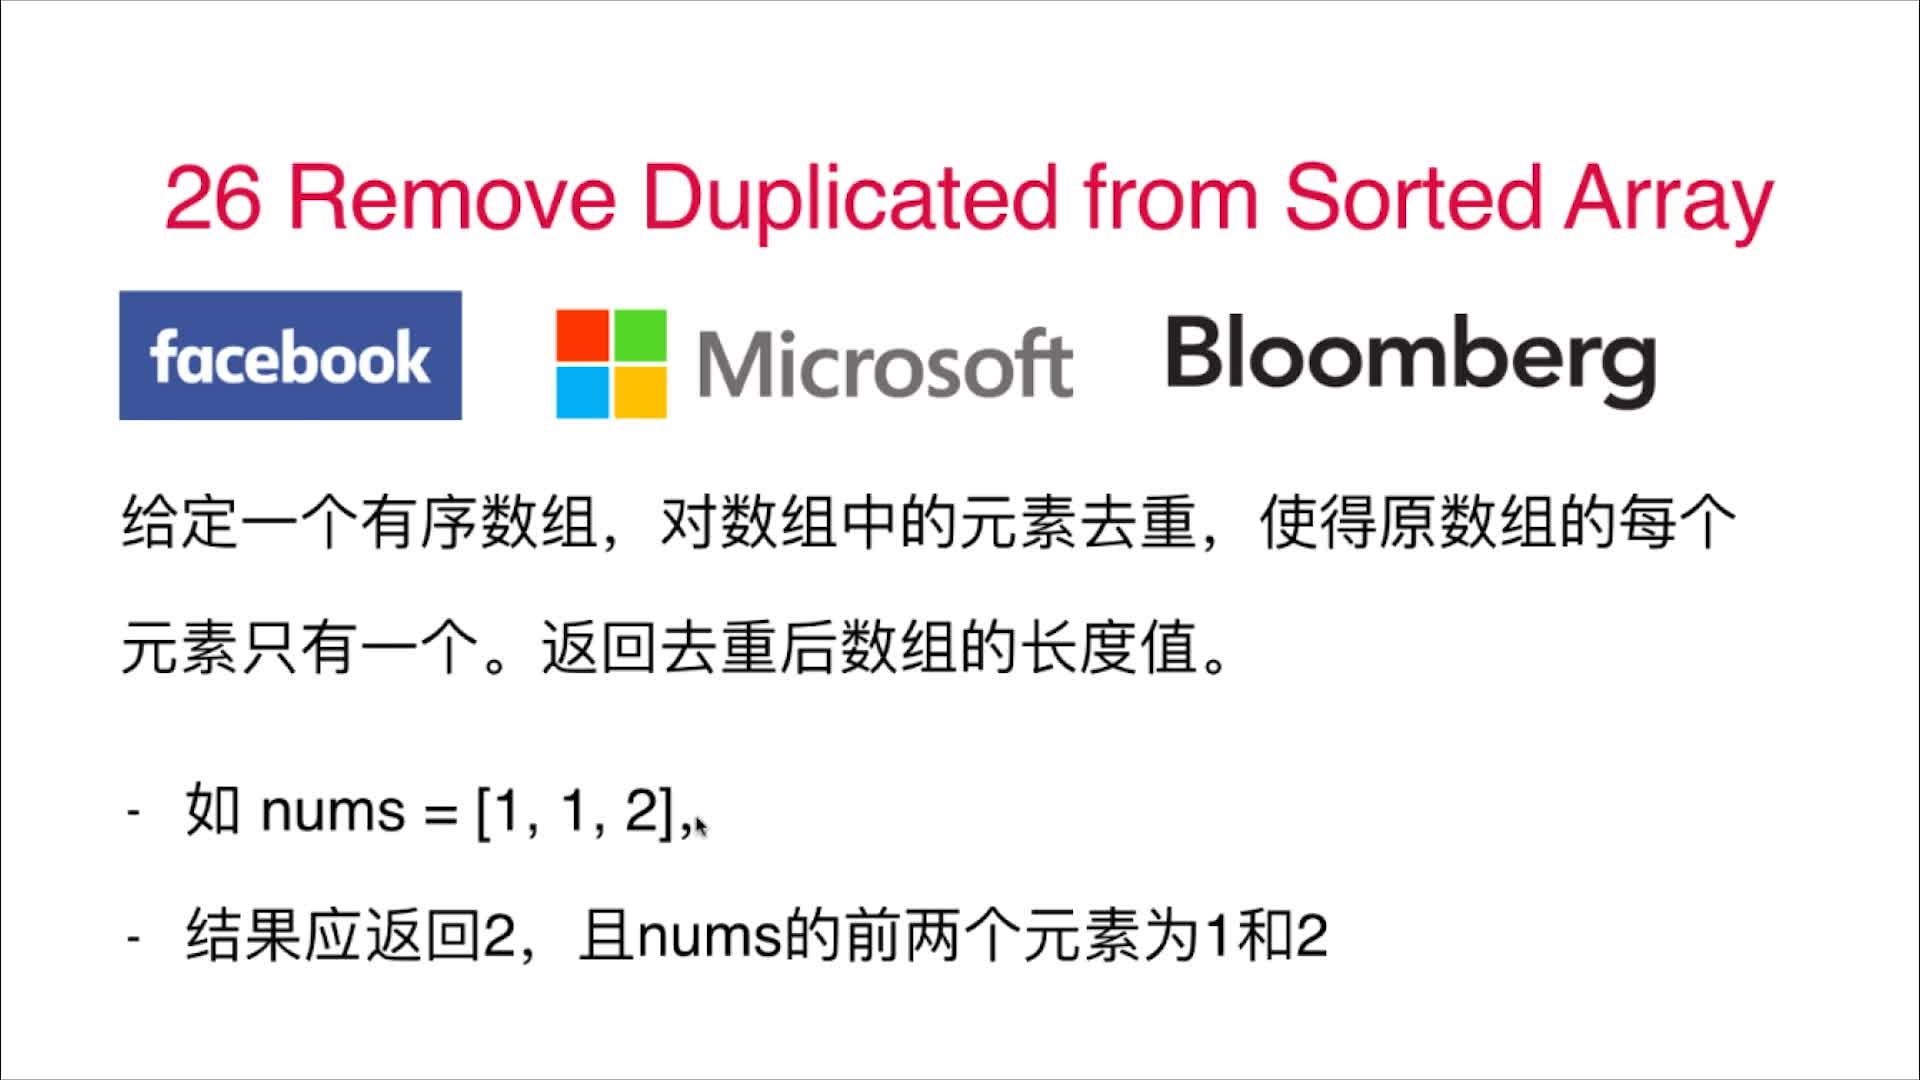 26 Remove Duplicated from Sorted Array
facebook Microsoft Bloomberg
给定一个有序数组，对数组中的元素去重，使得原数组的每个
元素只有一个。返回去重后数组的长度值。
- 如 nums = [1, 1, 2],
- 结果应返回2，且nums的前两个元素为1和2